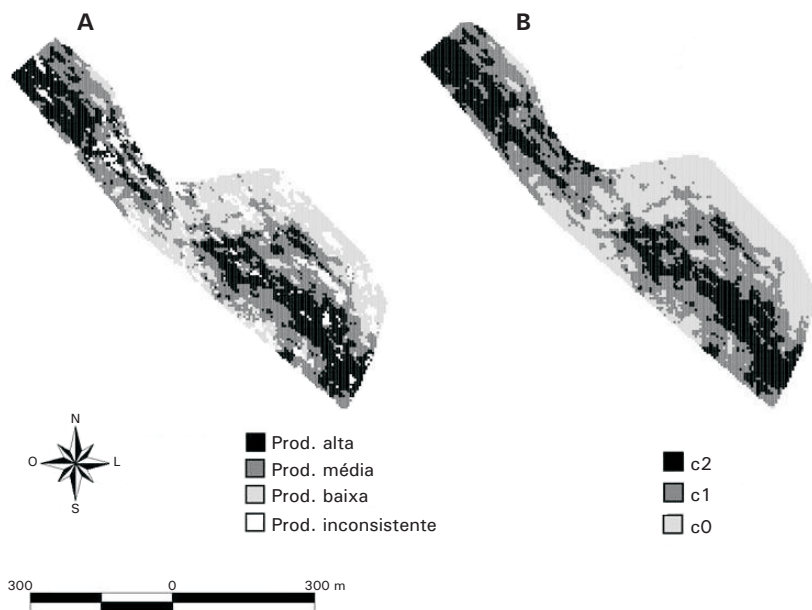 A
B
N
O
L
S
Prod. alta
Prod. média
Prod. baixa
Prod. inconsistente
c2
c1
c0
300
0
300 m